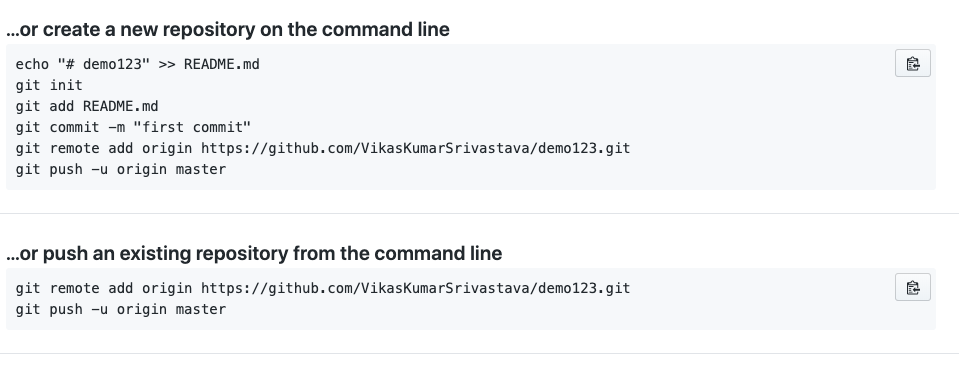 …or create a new repository on the command line
echo "# demo123" >> README.md
git init
git add README.md
git commit -m "first commit"
git remote add origin https://github.com/VikasKumarSrivastava/demo123.git
git push -u origin master
…or push an existing repository from the command line
git remote add origin https://github.com/VikasKumarSrivastava/demo123.git
git push -u origin master